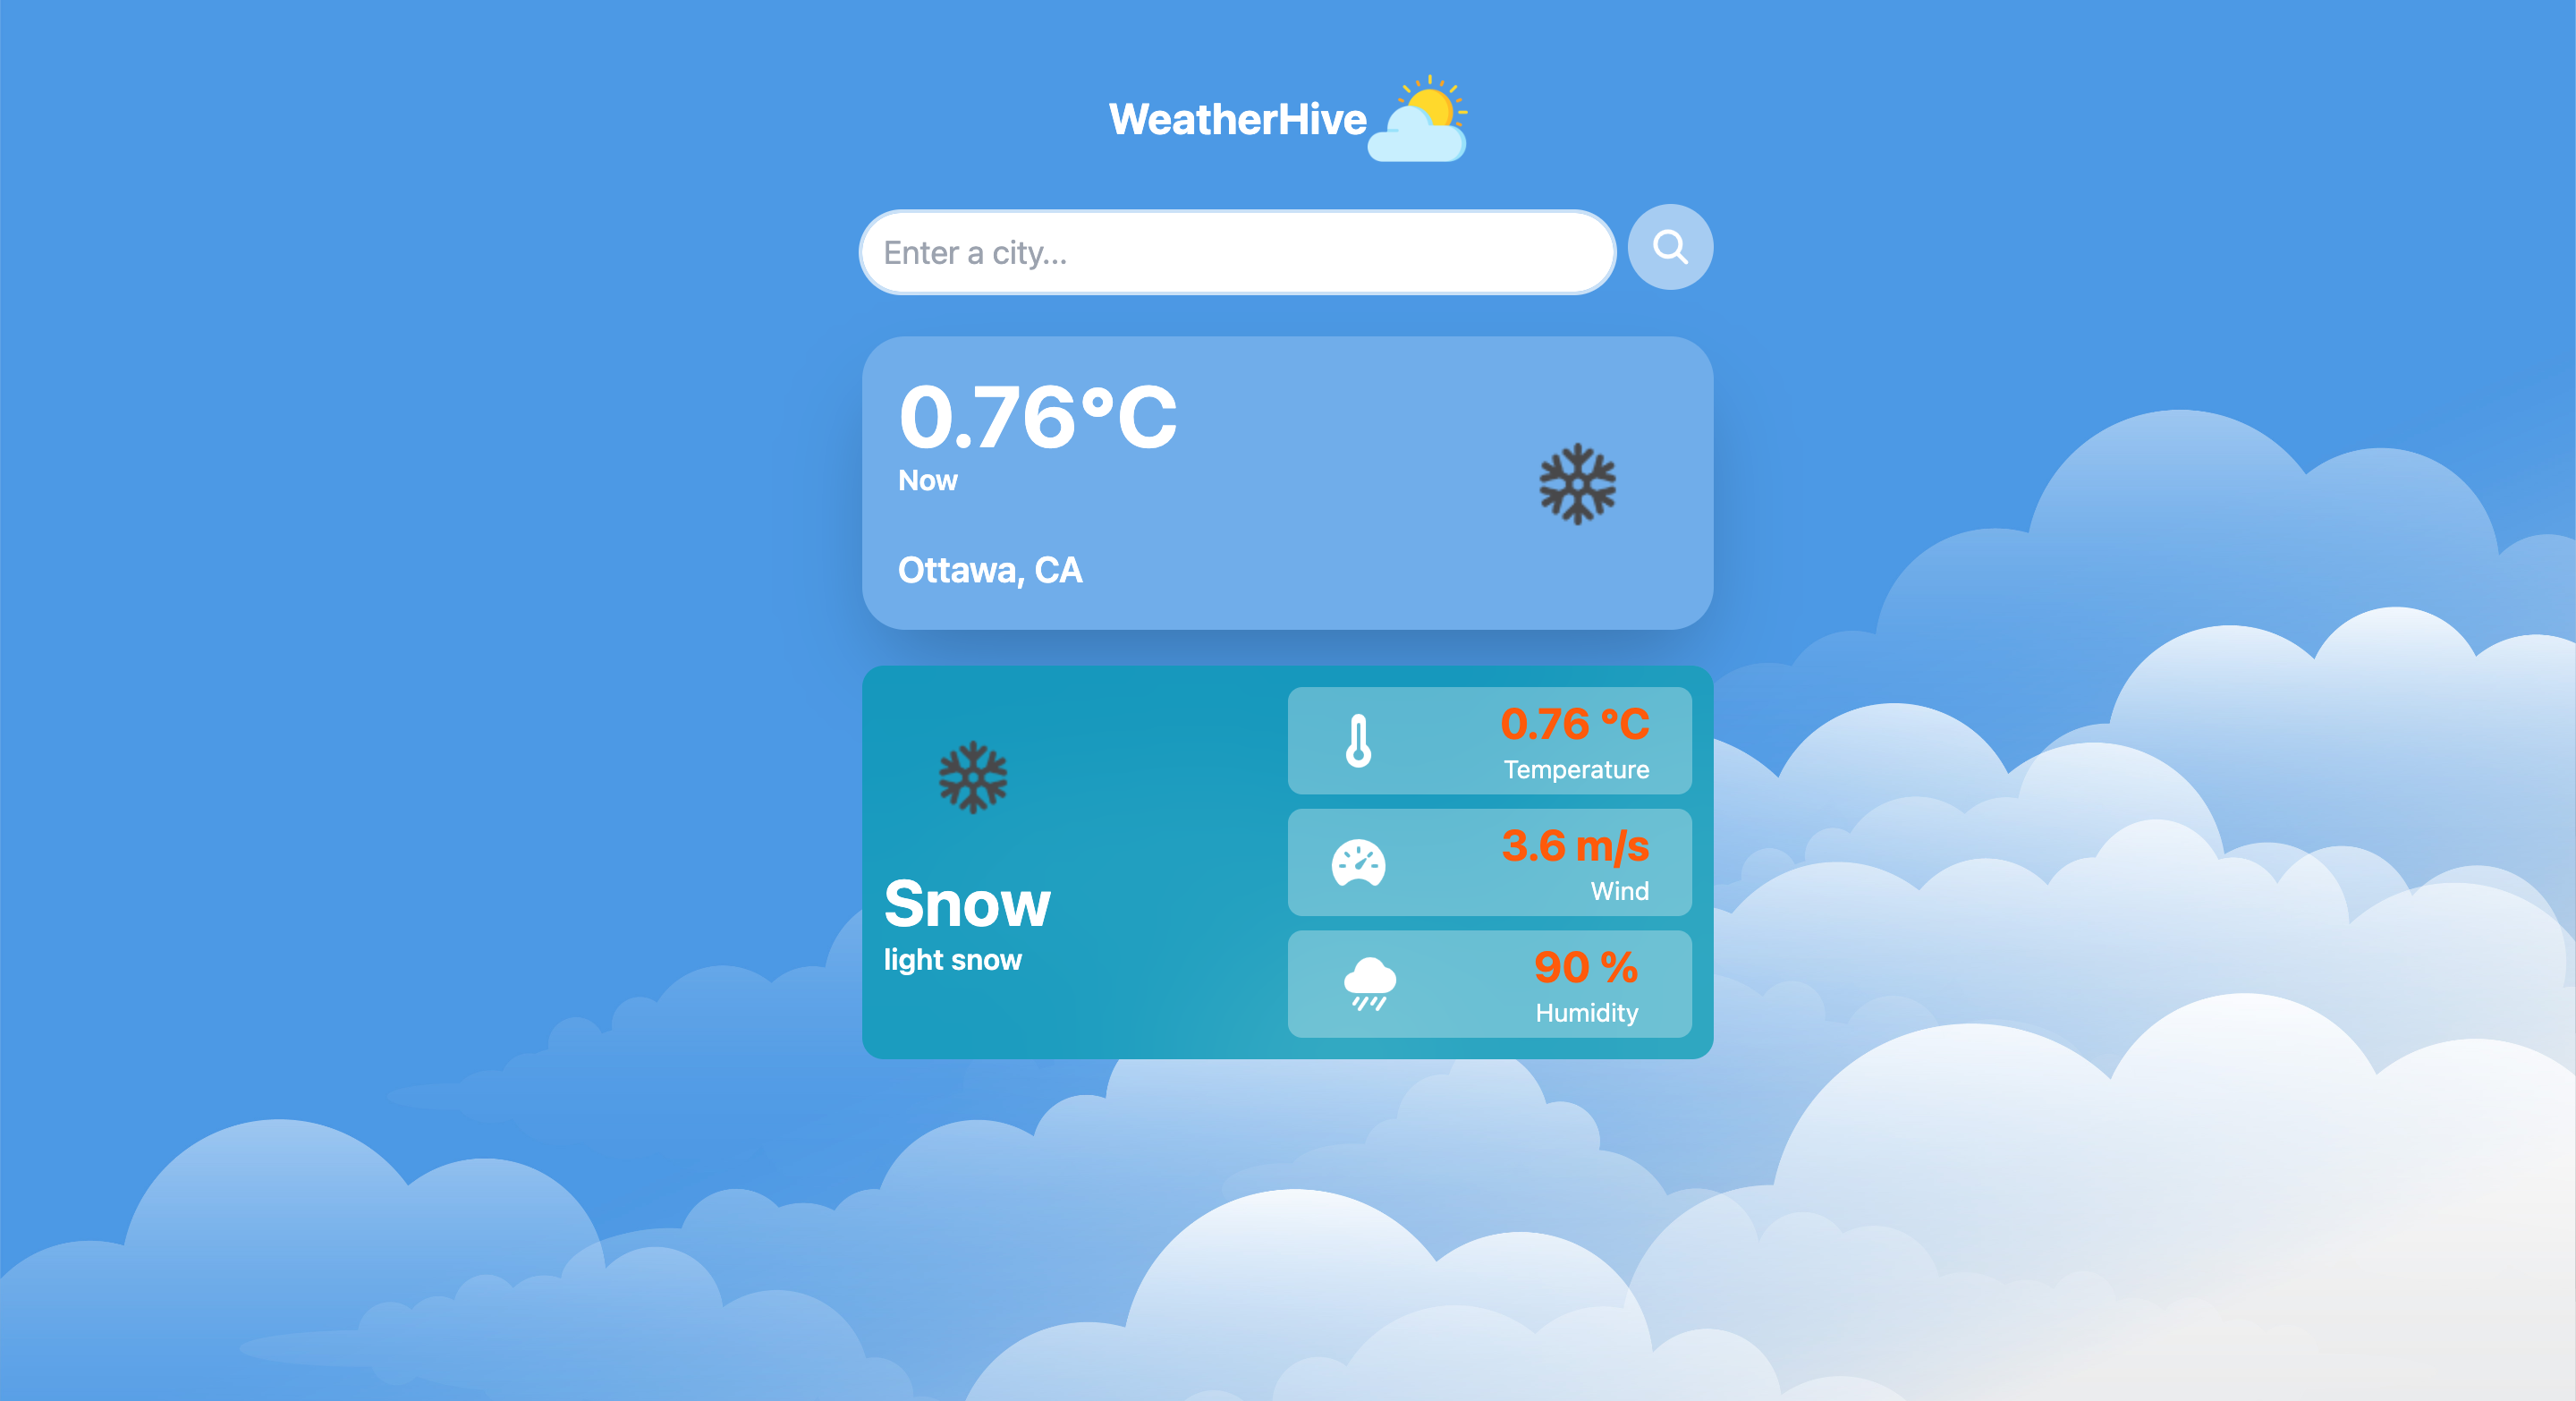 WeatherHive
Enter a city...
0.76°C
Now
Ottawa, CA
Snow
light snow
0.76 °C
Temperature
3.6 m/s
Wind
90 %
Humidity